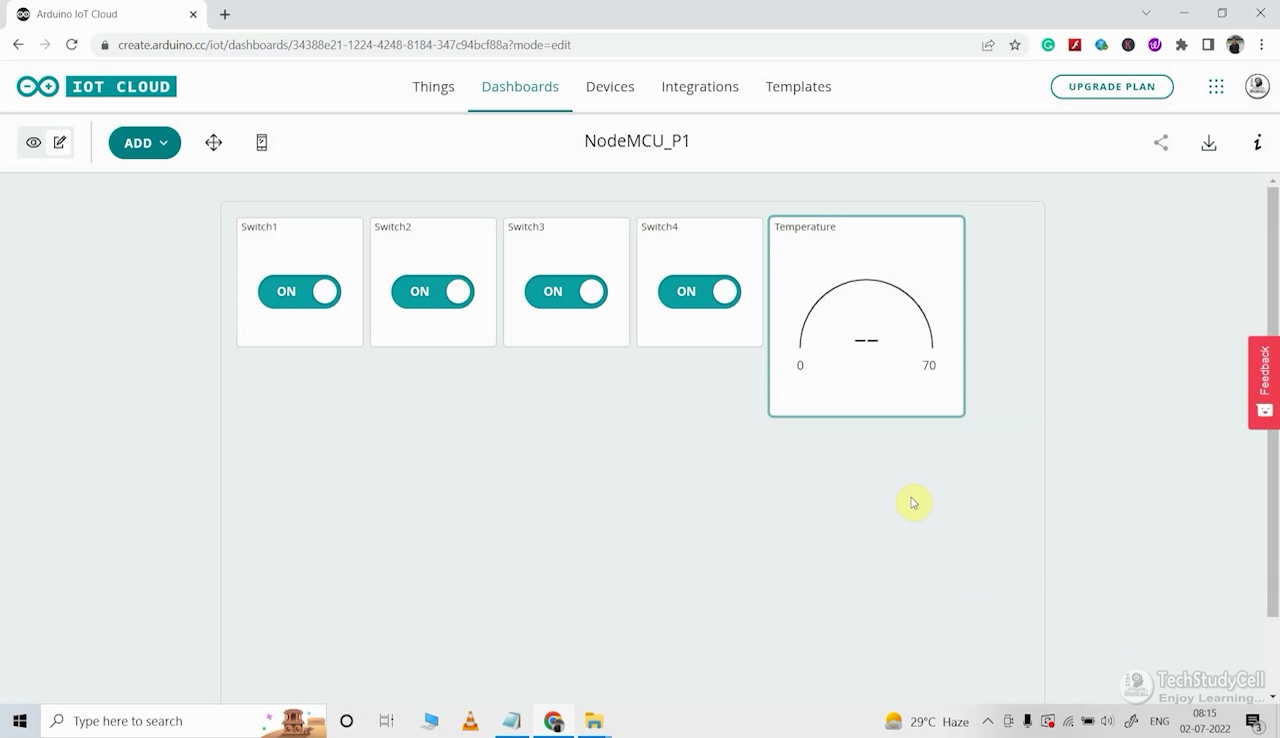 Arduino IoT Cloud
create.arduino.cc/iot/dashboards/34388e21-1224-4248-8184-347c94bcf88a?mode=edit
IOT CLOUD
Things Dashboards Devices Integrations Templates
UPGRADE PLAN
ADD
NodeMCU_P1
Switch1 Switch2 Switch3 Switch4 Temperature
ON ON ON ON
--
0 70
Feedback
TechStudyCell
Enjoy Learning...
Type here to search
29°C Haze
ENG
08:15
02-07-2022
3